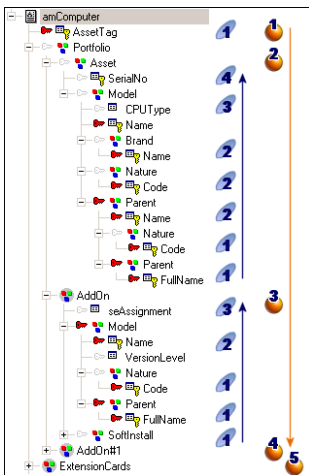 amComputer
AssetTag 1 1
Portfolio 2
Asset
SerialNo 4
Model
CPUType 3
Name
Brand
Name 2
Nature
Code 2
Parent
Name 2
Nature
Code 1
Parent
FullName 1
AddOn 3
seAssignment 3
Model
Name 2
VersionLevel
Nature
Code 1
Parent
FullName 1
SoftInstall 1
AddOn#1 4
ExtensionCards 5